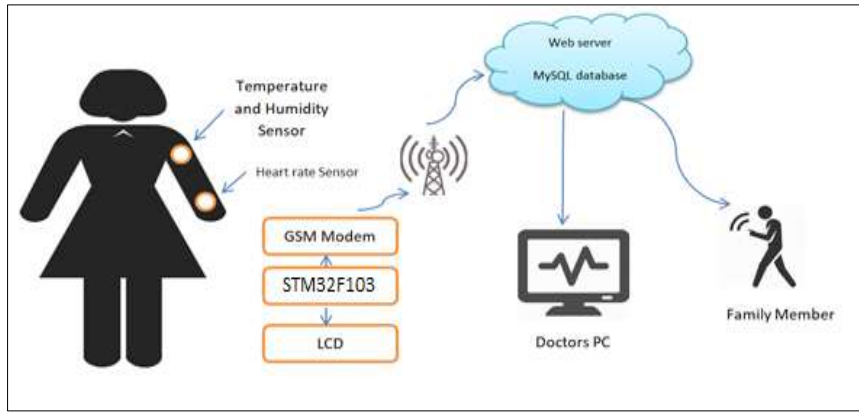 Web server
MySQL database
Temperature
and Humidity
Sensor
Heart rate Sensor
GSM Modem
STM32F103
LCD
Doctors PC
Family Member